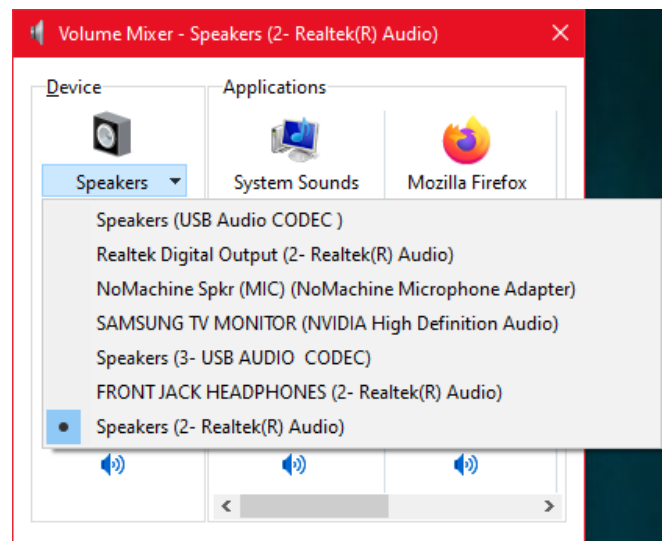 Volume Mixer - Speakers (2- Realtek(R) Audio)
Device
Applications
Speakers
System Sounds
Mozilla Firefox
Speakers (USB Audio CODEC )
Realtek Digital Output (2- Realtek(R) Audio)
NoMachine Spkr (MIC) (NoMachine Microphone Adapter)
SAMSUNG TV MONITOR (NVIDIA High Definition Audio)
Speakers (3- USB AUDIO  CODEC)
FRONT JACK HEADPHONES (2- Realtek(R) Audio)
Speakers (2- Realtek(R) Audio)